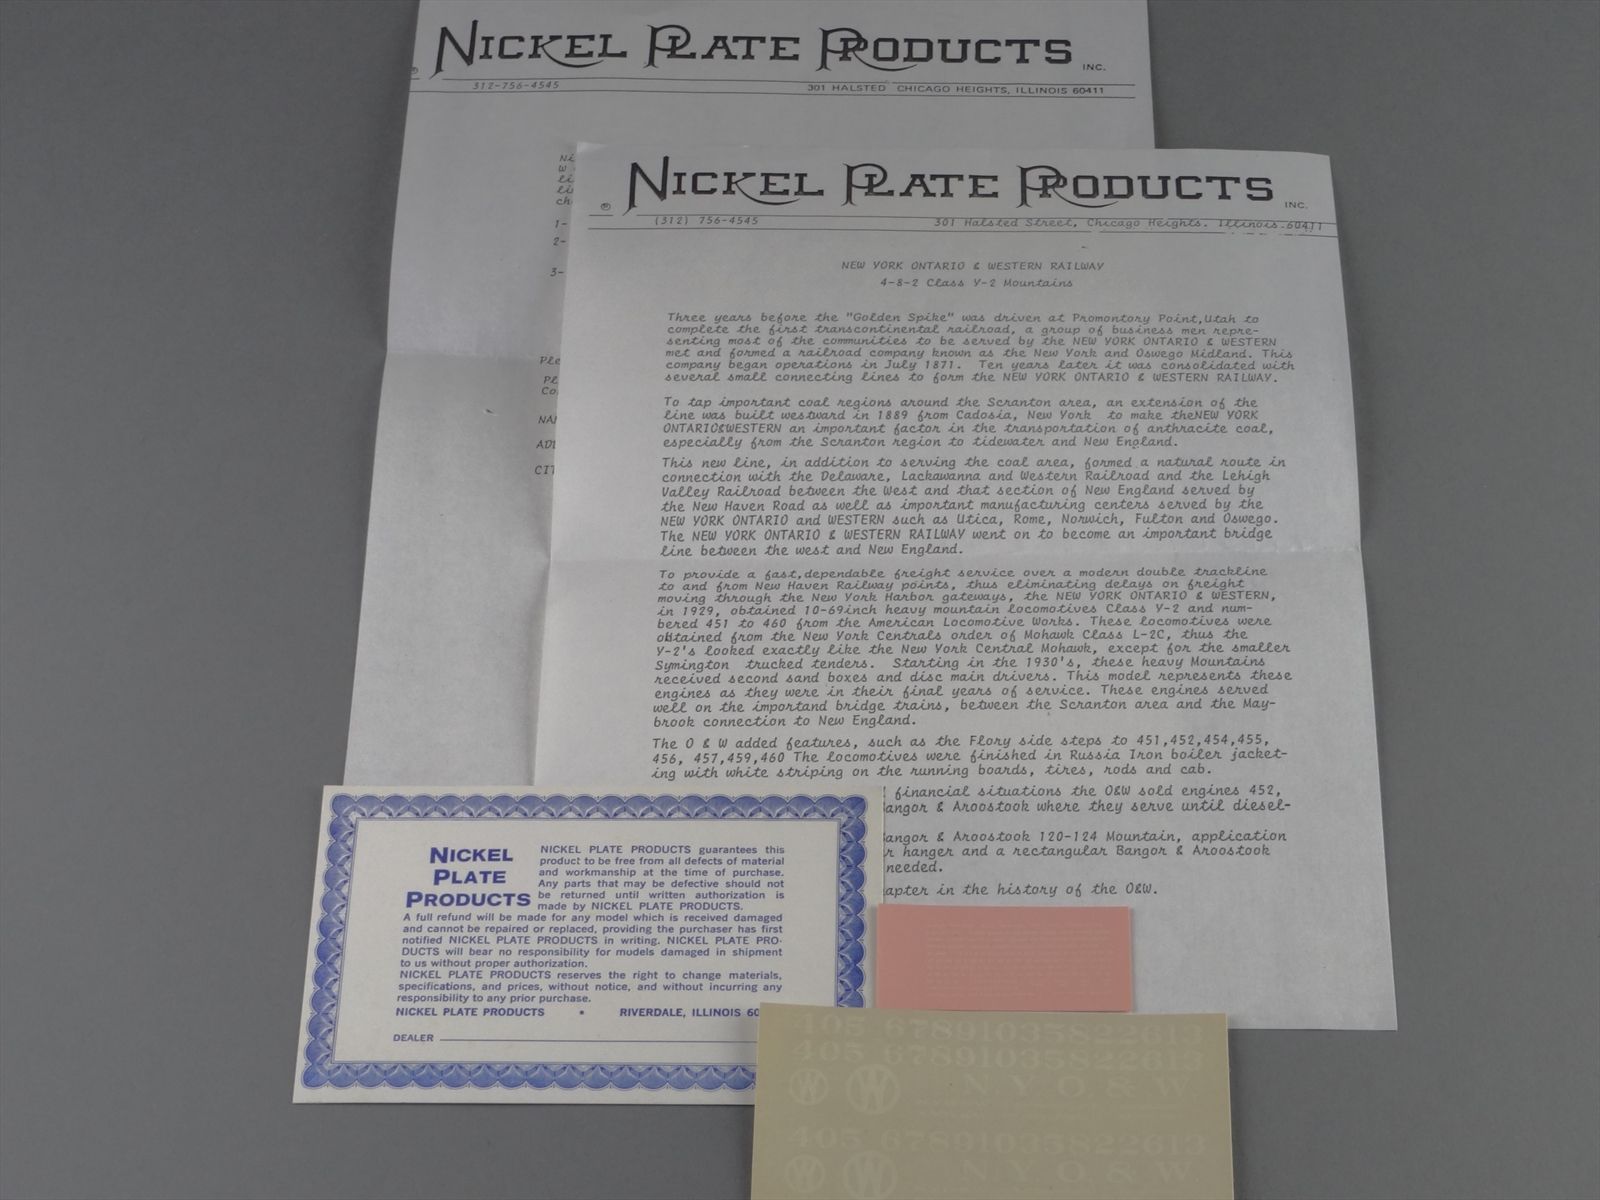 NICKEL PLATE PRODUCTS INC.
®
312-756-4545 301 HALSTED CHICAGO HEIGHTS, ILLINOIS 60411
Ni
W
li
li
ch
1-
2-
3-
Ple
Pl
Co
NAM
ADD
CIT
NICKEL PLATE PRODUCTS INC.
®
(312) 756-4545 301 Halsted Street, Chicago Heights. Illinois.60411
NEW YORK ONTARIO & WESTERN RAILWAY
4-8-2 Class Y-2 Mountains
Three years before the "Golden Spike" was driven at Promontory Point,Utah to
complete the first transcontinental railroad, a group of business men repre-
senting most of the communities to be served by the NEW YORK ONTARIO & WESTERN
met and formed a railroad company known as the New York and Oswego Midland. This
company began operations in July 1871. Ten years later it was consolidated with
several small connecting lines to form the NEW YORK ONTARIO & WESTERN RAILWAY.
To tap important coal regions around the Scranton area, an extension of the
line was built westward in 1889 from Cadosia, New York to make theNEW YORK
ONTARIO&WESTERN an important factor in the transportation of anthracite coal,
especially from the Scranton region to tidewater and New England.
This new line, in addition to serving the coal area, formed a natural route in
connection with the Delaware, Lackawanna and Western Railroad and the Lehigh
Valley Railroad between the West and that section of New England served by
the New Haven Road as well as important manufacturing centers served by the
NEW YORK ONTARIO and WESTERN such as Utica, Rome, Norwich, Fulton and Oswego.
The NEW YORK ONTARIO & WESTERN RAILWAY went on to become an important bridge
line between the west and New England.
To provide a fast,dependable freight service over a modern double trackline
to and from New Haven Railway points, thus eliminating delays on freight
moving through the New York Harbor gateways, the NEW YORK ONTARIO & WESTERN,
in 1929, obtained 10-69inch heavy mountain locomotives Class Y-2 and num-
bered 451 to 460 from the American Locomotive Works. These locomotives were
obtained from the New York Centrals order of Mohawk Class L-2C, thus the
Y-2's looked exactly like the New York Central Mohawk, except for the smaller
Symington trucked tenders. Starting in the 1930's, these heavy Mountains
received second sand boxes and disc main drivers. This model represents these
engines as they were in their final years of service. These engines served
well on the importand bridge trains, between the Scranton area and the May-
brook connection to New England.
The O & W added features, such as the Flory side steps to 451,452,454,455,
456, 457,459,460 The locomotives were finished in Russia Iron boiler jacket-
ing with white striping on the running boards, tires, rods and cab.
financial situations the O&W sold engines 452,
angor & Aroostook where they serve until diesel-
angor & Aroostook 120-124 Mountain, application
r hanger and a rectangular Bangor & Aroostook
needed.
apter in the history of the O&W.
NICKEL PLATE PRODUCTS
NICKEL PLATE PRODUCTS guarantees this
product to be free from all defects of material
and workmanship at the time of purchase.
Any parts that may be defective should not
be returned until written authorization is
made by NICKEL PLATE PRODUCTS.
A full refund will be made for any model which is received damaged
and cannot be repaired or replaced, providing the purchaser has first
notified NICKEL PLATE PRODUCTS in writing. NICKEL PLATE PRO-
DUCTS will bear no responsibility for models damaged in shipment
to us without proper authorization.
NICKEL PLATE PRODUCTS reserves the right to change materials,
specifications, and prices, without notice, and without incurring any
responsibility to any prior purchase.
NICKEL PLATE PRODUCTS • RIVERDALE, ILLINOIS 60
DEALER
405 67891035822613
405 67891035822613
W W N.Y.O.& W.
405 67891035822613
W W N.Y.O.& W.